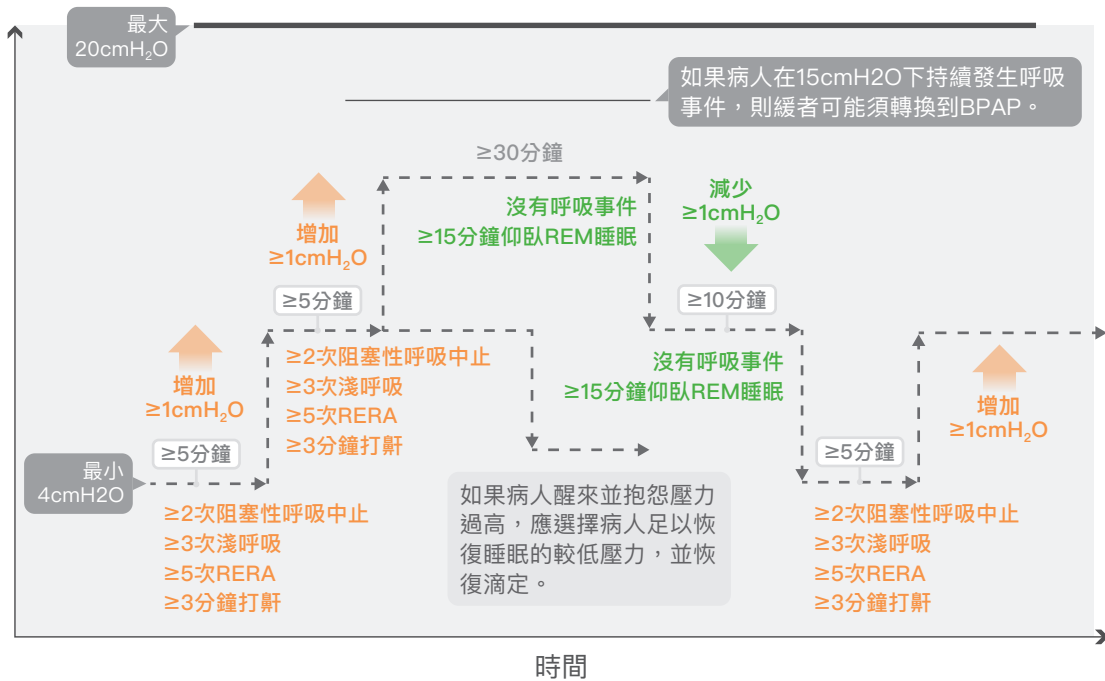 最大
20cmH₂O
如果病人在15cmH2O下持續發生呼吸
事件，則緩者可能須轉換到BPAP。
≥30分鐘
沒有呼吸事件
≥15分鐘仰臥REM睡眠
減少
≥1cmH₂O
增加
≥1cmH₂O
≥5分鐘
≥10分鐘
≥2次阻塞性呼吸中止
≥3次淺呼吸
≥5次RERA
≥3分鐘打鼾
沒有呼吸事件
≥15分鐘仰臥REM睡眠
增加
≥1cmH₂O
增加
≥1cmH₂O
≥5分鐘
≥5分鐘
最小
4cmH2O
≥2次阻塞性呼吸中止
≥3次淺呼吸
≥5次RERA
≥3分鐘打鼾
如果病人醒來並抱怨壓力
過高，應選擇病人足以恢
復睡眠的較低壓力，並恢
復滴定。
≥2次阻塞性呼吸中止
≥3次淺呼吸
≥5次RERA
≥3分鐘打鼾
時間